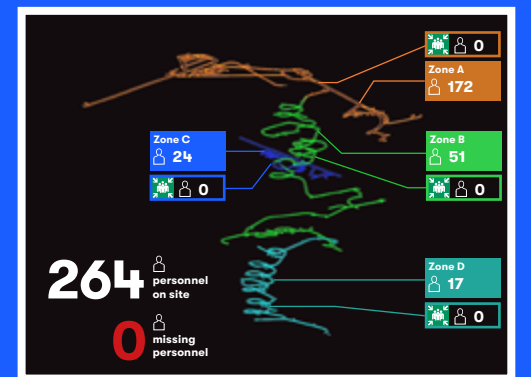 0
Zone A
172
Zone C
24
0
Zone B
51
0
264
personnel
on site
0
missing
personnel
Zone D
17
0